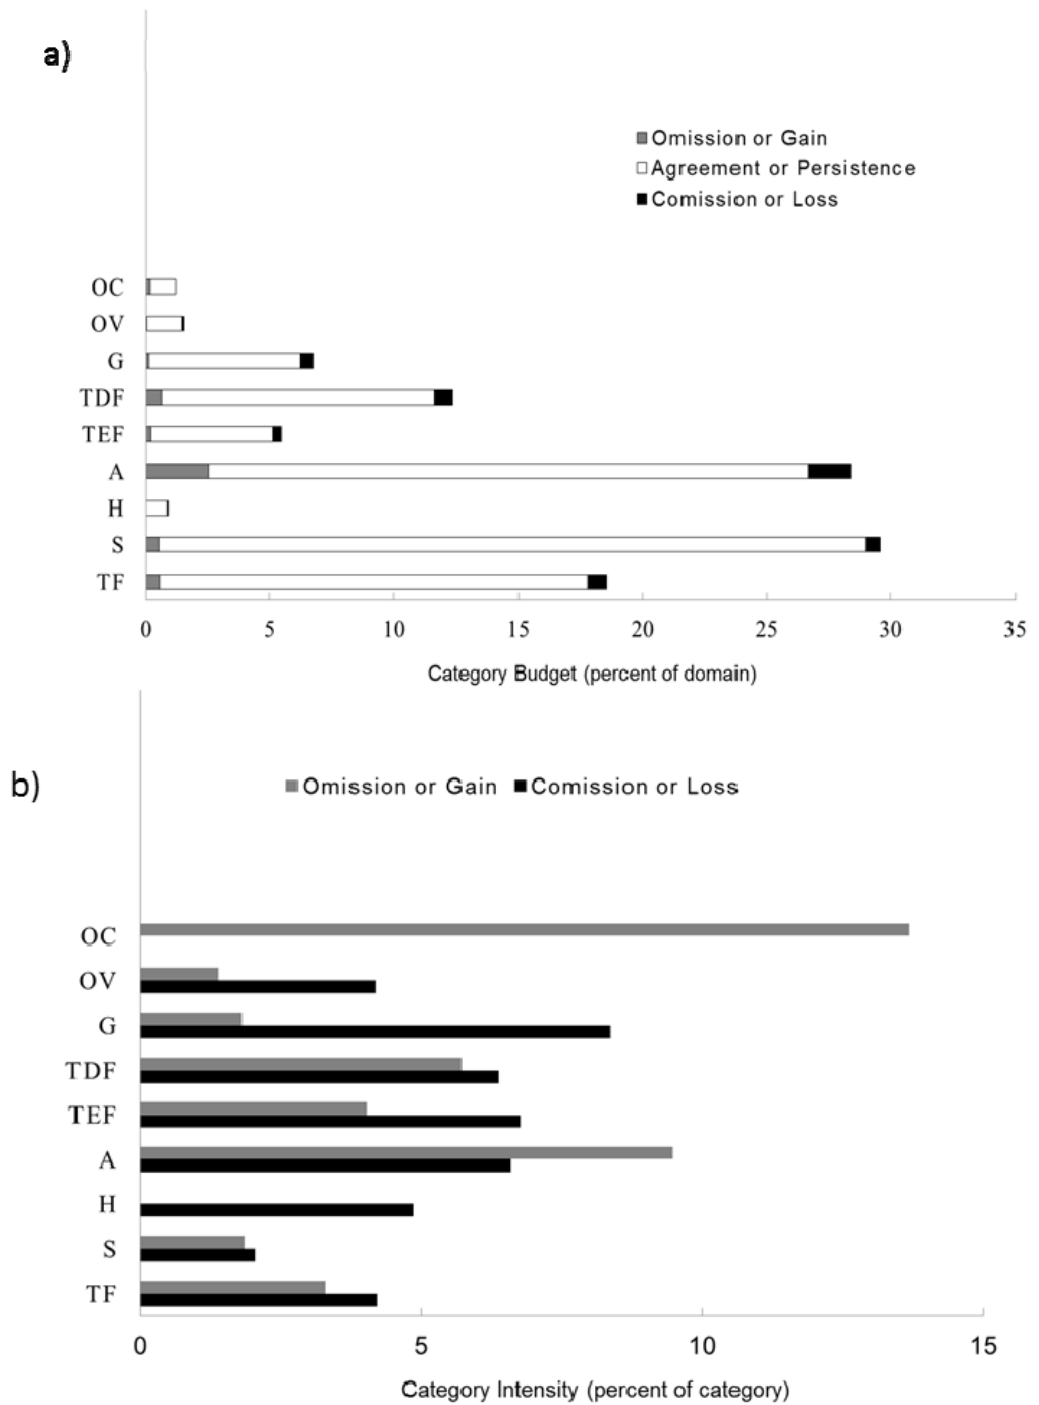 a)
Omission or Gain
Agreement or Persistence
Comission or Loss
OC
OV
G
TDF
TEF
A
H
S
TF
0 5 10 15 20 25 30 35
Category Budget (percent of domain)
b)
Omission or Gain Comission or Loss
OC
OV
G
TDF
TEF
A
H
S
TF
0 5 10 15
Category Intensity (percent of category)